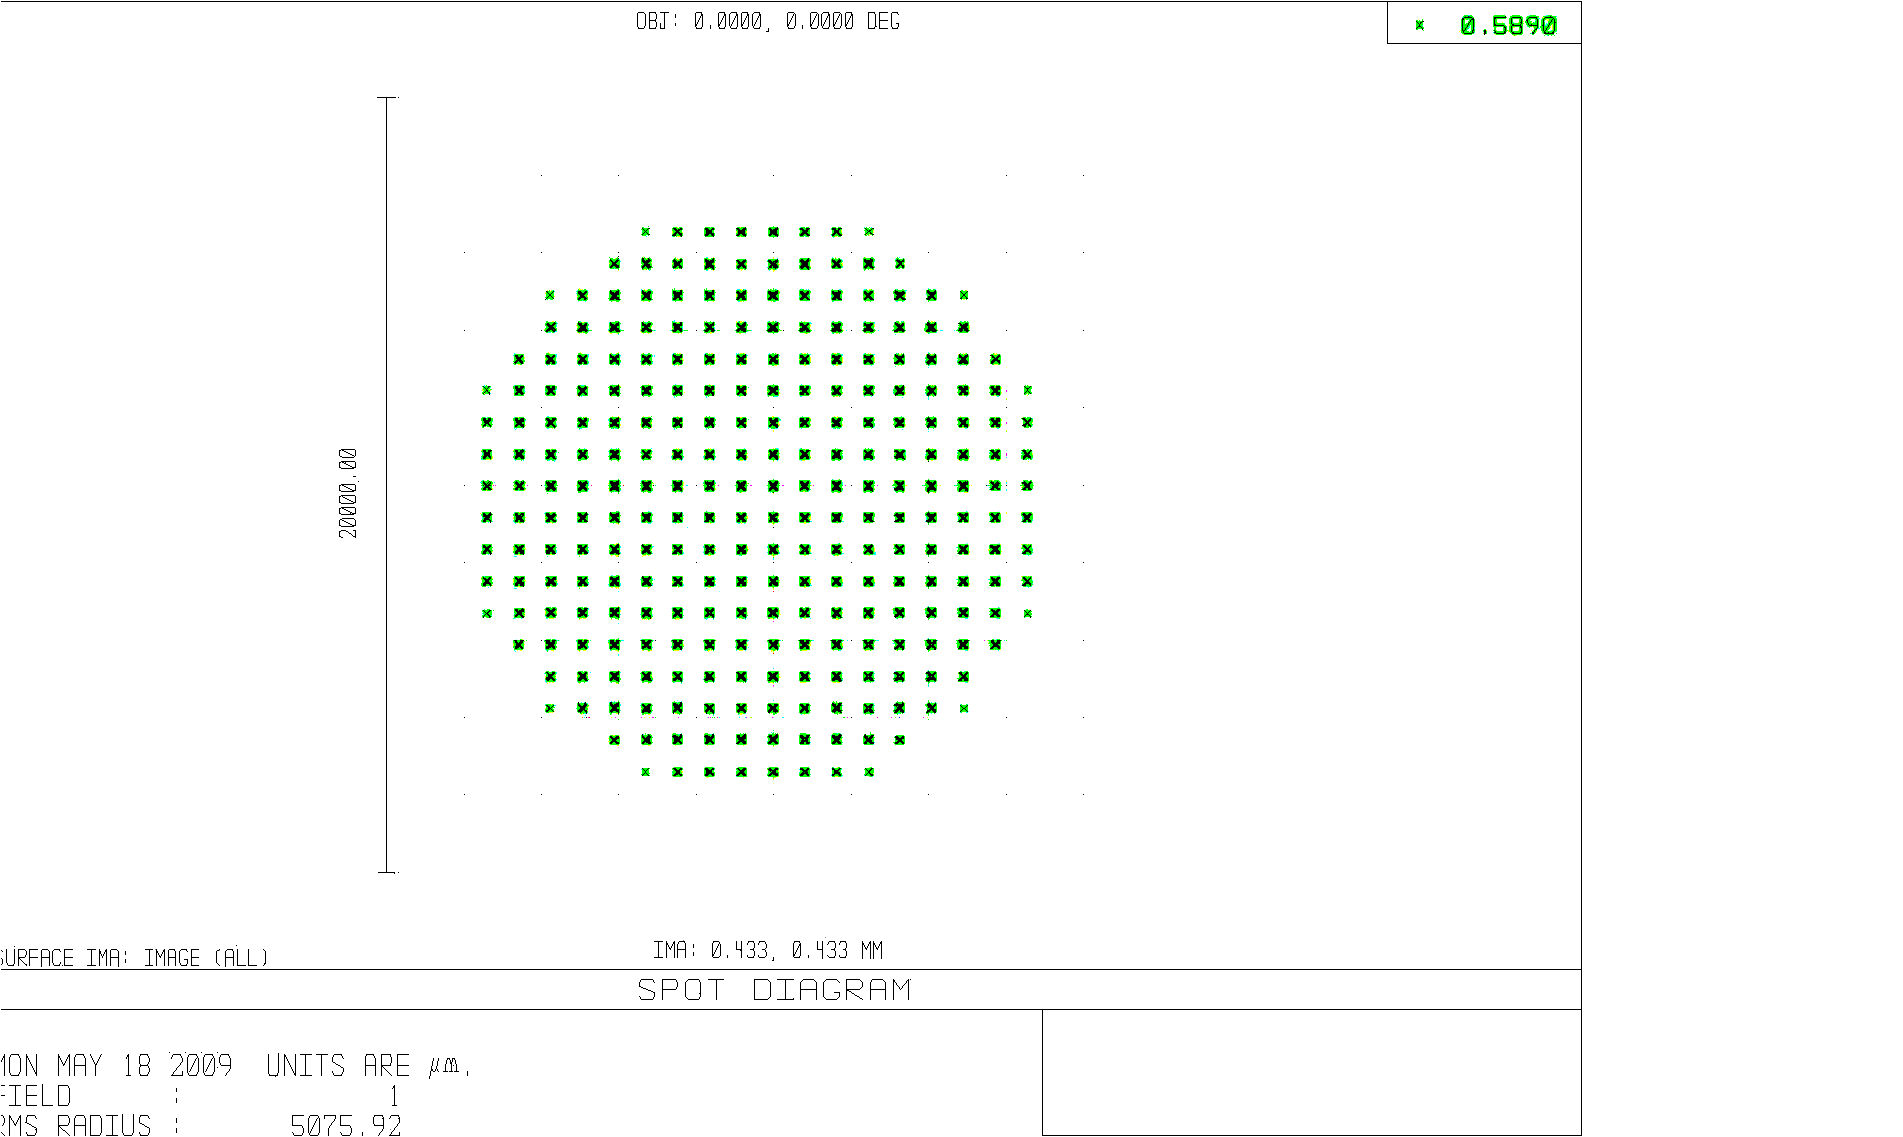 OBJ: 0.0000, 0.0000 DEG
0.5890
20000.00
SURFACE IMA: IMAGE (ALL)
IMA: 0.433, 0.433 MM
SPOT DIAGRAM
MON MAY 18 2009 UNITS ARE µm.
FIELD : 1
RMS RADIUS : 5075.92